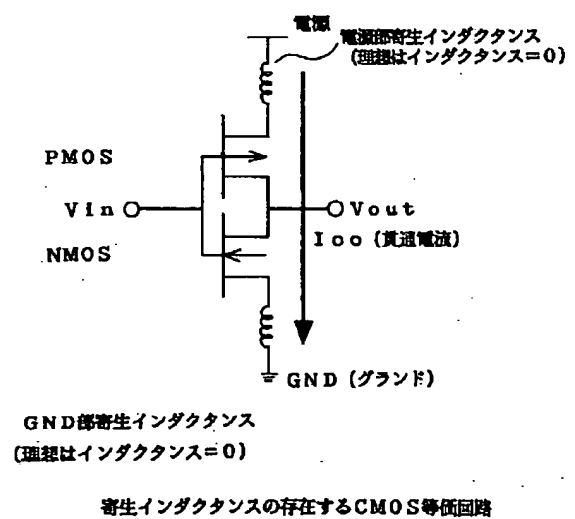 電源
電源部寄生インダクタンス
(理想はインダクタンス=0)
PMOS
Vin
Vout
Ioo(貫通電流)
NMOS
GND(グランド)
GND部寄生インダクタンス
(理想はインダクタンス=0)
寄生インダクタンスの存在するCMOS等価回路